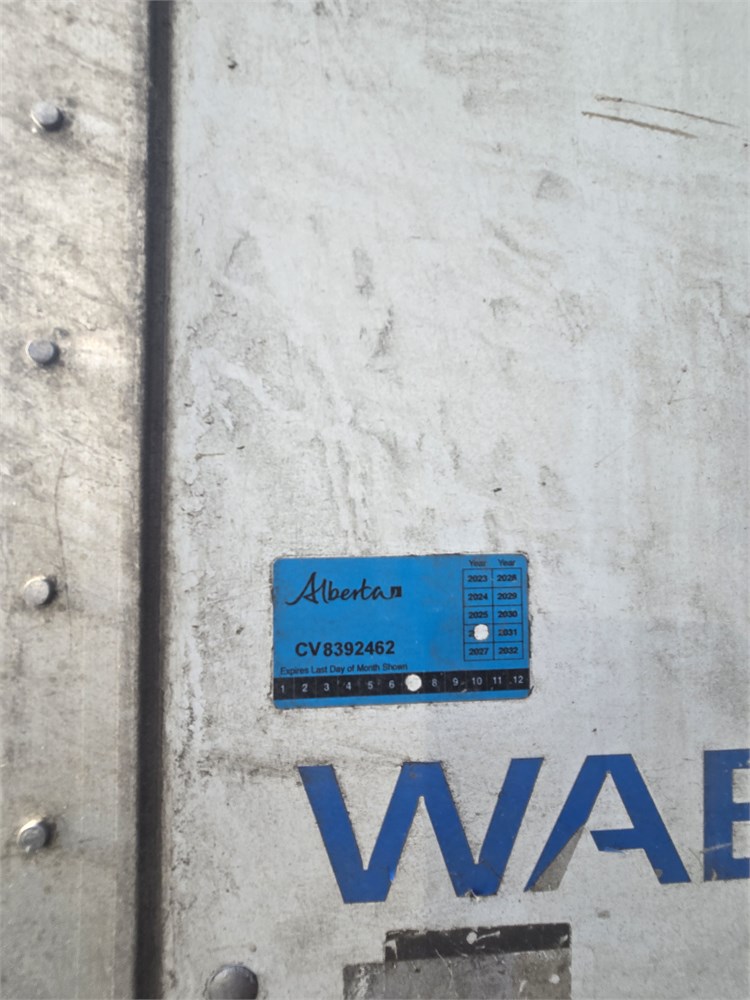 Alberta
Year Year
2023 2028
2024 2029
2025 2030
2031
2027 2032
CV8392462
Expires Last Day of Month Shown
1 2 3 4 5 6 8 9 10 11 12
WAB